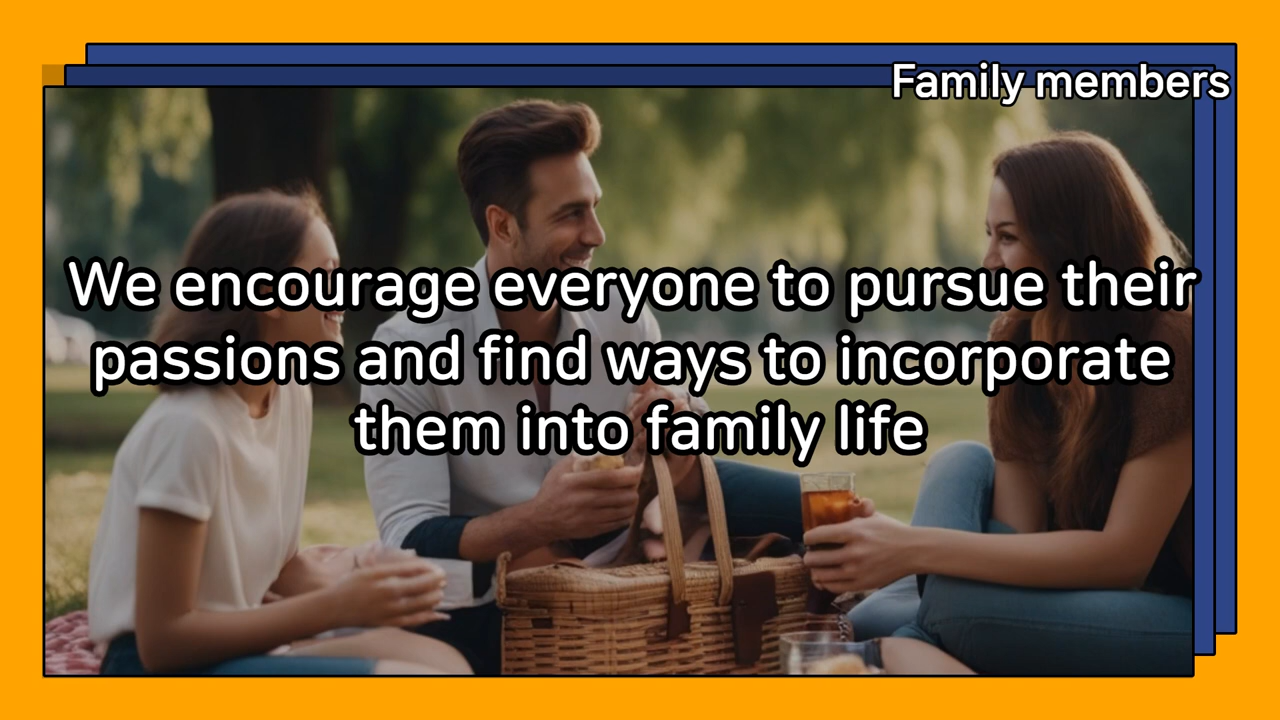 Family members
We encourage everyone to pursue their
passions and find ways to incorporate
them into family life